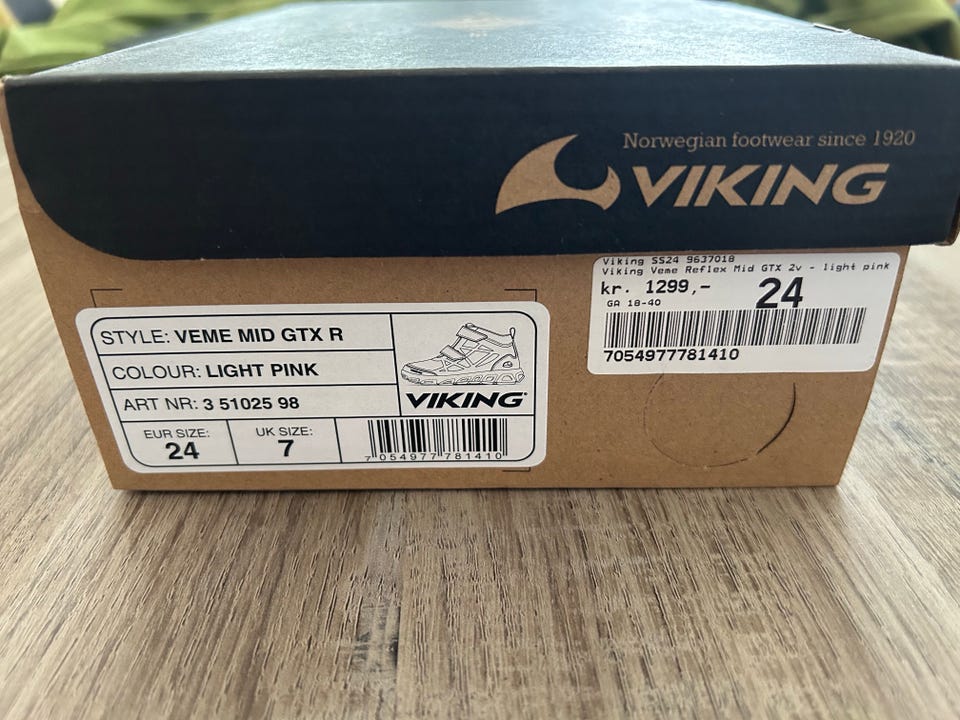 Norwegian footwear since 1920
VIKING
Viking SS24 9637018
Viking Veme Reflex Mid GTX 2v - light pink
kr. 1299,-
24
GA 18-40
7054977781410
STYLE: VEME MID GTX R
COLOUR: LIGHT PINK
ART NR: 3 51025 98
VIKING
EUR SIZE:
24
UK SIZE:
7
7 054977 781410